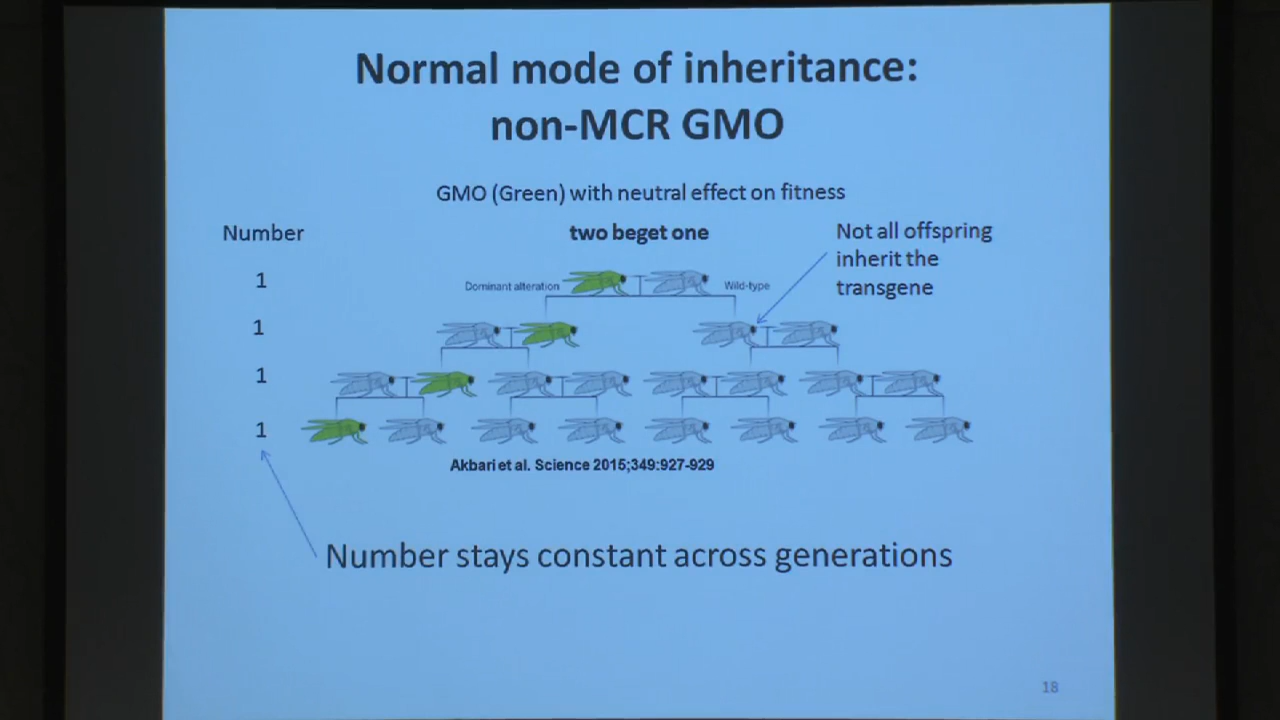 Normal mode of inheritance:
non-MCR GMO
GMO (Green) with neutral effect on fitness
Number
two beget one
Not all offspring
inherit the
transgene
1
Dominant alteration
Wild-type
1
1
1
Akbari et al. Science 2015;349:927-929
Number stays constant across generations
18